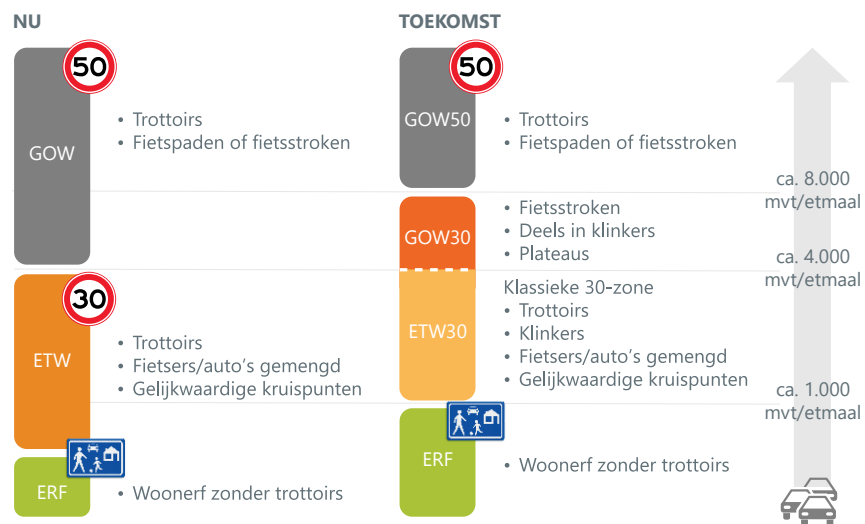 NU
50
GOW
• Trottoirs
• Fietspaden of fietsstroken
30
ETW
• Trottoirs
• Fietsers/auto's gemengd
• Gelijkwaardige kruispunten
ERF
• Woonerf zonder trottoirs
TOEKOMST
50
GOW50
• Trottoirs
• Fietspaden of fietsstroken
GOW30
• Fietsstroken
• Deels in klinkers
• Plateaus
ETW30
Klassieke 30-zone
• Trottoirs
• Klinkers
• Fietsers/auto's gemengd
• Gelijkwaardige kruispunten
ERF
• Woonerf zonder trottoirs
ca. 8.000
mvt/etmaal
ca. 4.000
mvt/etmaal
ca. 1.000
mvt/etmaal